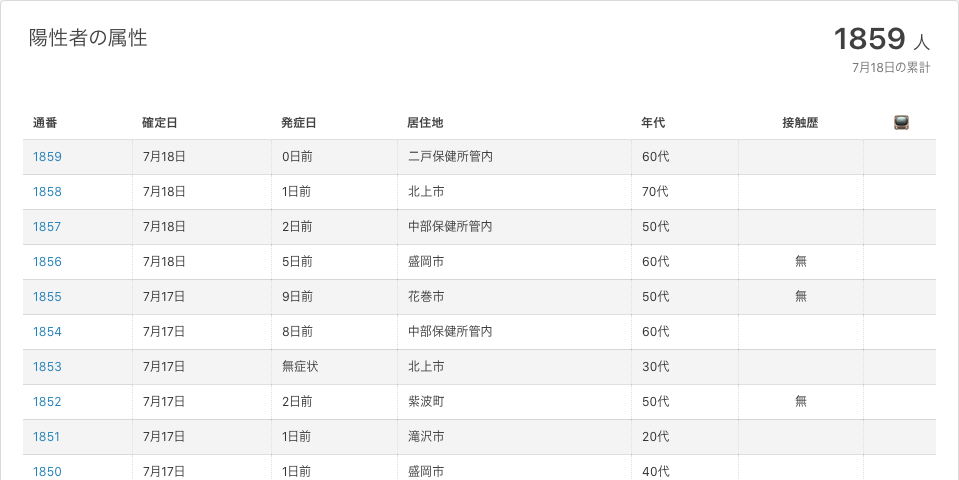 陽性者の属性
1859 人
7月18日の累計
通番 確定日 発症日 居住地 年代 接触歴
1859 7月18日 0日前 二戸保健所管内 60代
1858 7月18日 1日前 北上市 70代
1857 7月18日 2日前 中部保健所管内 50代
1856 7月18日 5日前 盛岡市 60代 無
1855 7月17日 9日前 花巻市 50代 無
1854 7月17日 8日前 中部保健所管内 60代
1853 7月17日 無症状 北上市 30代
1852 7月17日 2日前 紫波町 50代 無
1851 7月17日 1日前 滝沢市 20代
1850 7月17日 1日前 盛岡市 40代